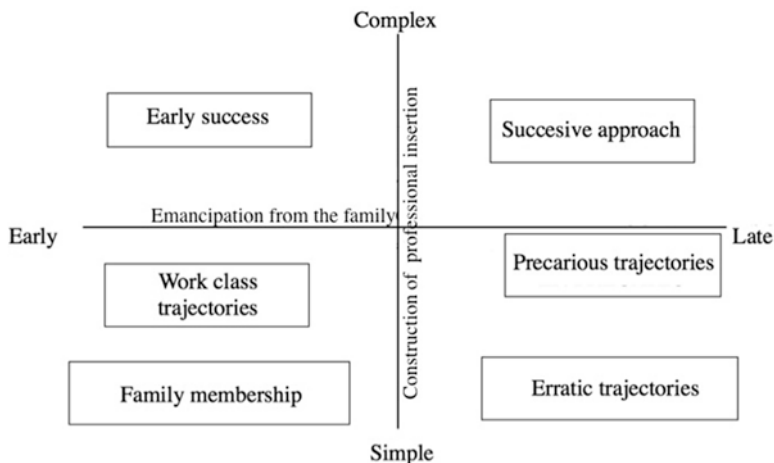 Complex
Early success
Succesive approach
Construction of professional insertion
Emancipation from the family
Early
Late
Work class
trajectories
Precarious trajectories
Family membership
Erratic trajectories
Simple